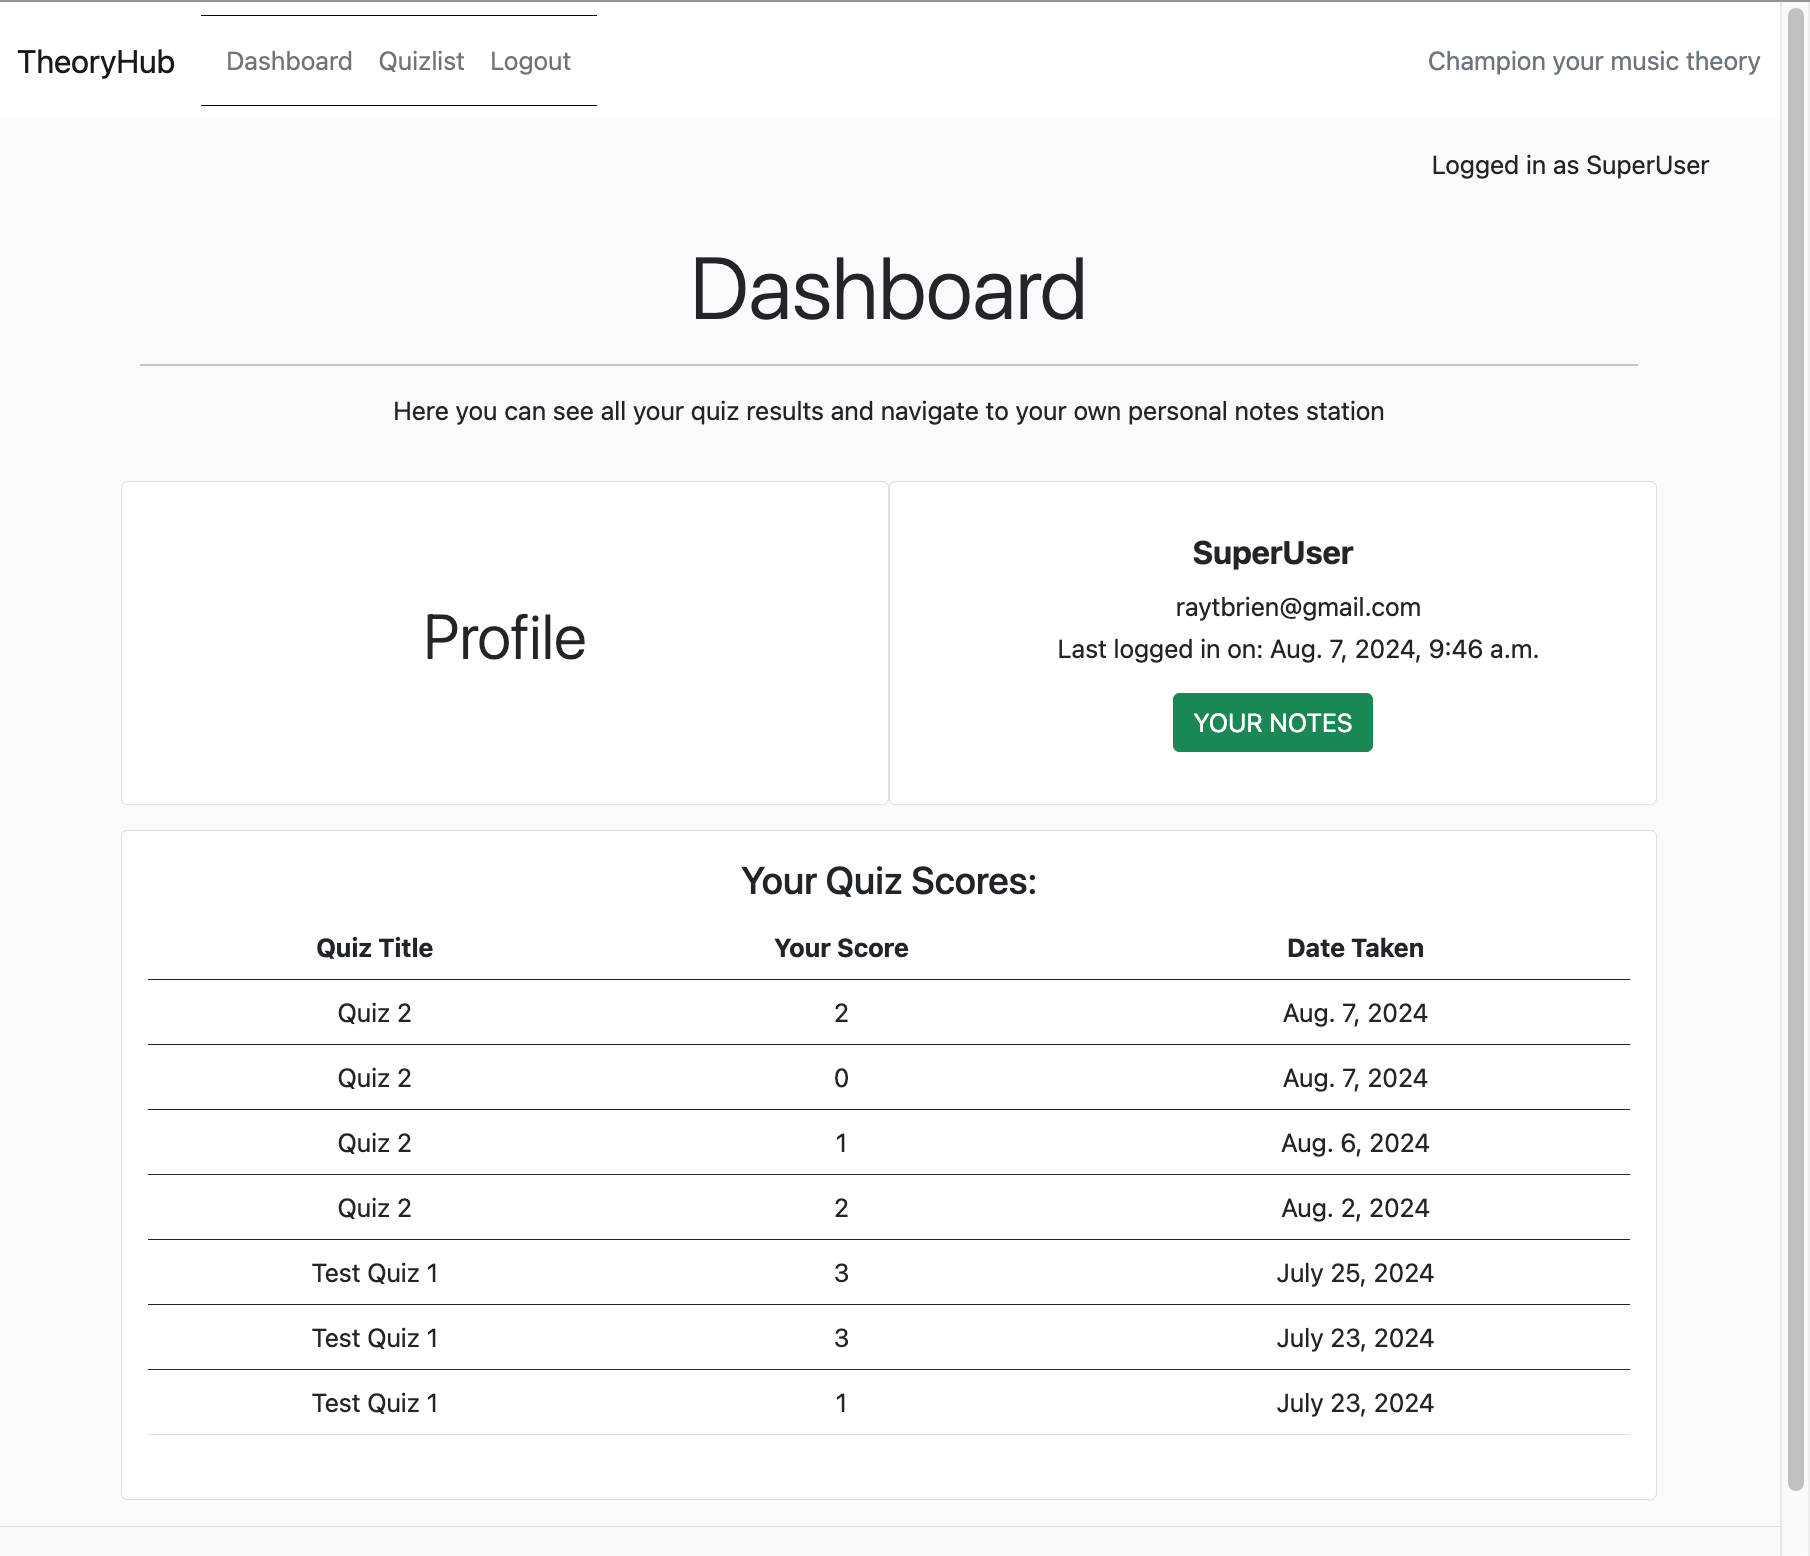 TheoryHub Dashboard Quizlist Logout Champion your music theory
Logged in as SuperUser
Dashboard
Here you can see all your quiz results and navigate to your own personal notes station
Profile
SuperUser
raytbrien@gmail.com
Last logged in on: Aug. 7, 2024, 9:46 a.m.
YOUR NOTES
Your Quiz Scores:
Quiz Title Your Score Date Taken
Quiz 2 2 Aug. 7, 2024
Quiz 2 0 Aug. 7, 2024
Quiz 2 1 Aug. 6, 2024
Quiz 2 2 Aug. 2, 2024
Test Quiz 1 3 July 25, 2024
Test Quiz 1 3 July 23, 2024
Test Quiz 1 1 July 23, 2024